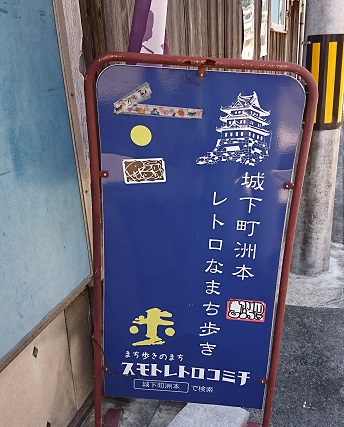 城下町洲本
レトロなまち歩き
まち歩きのまち
スモトレトロコミチ
城下町洲本 で検索